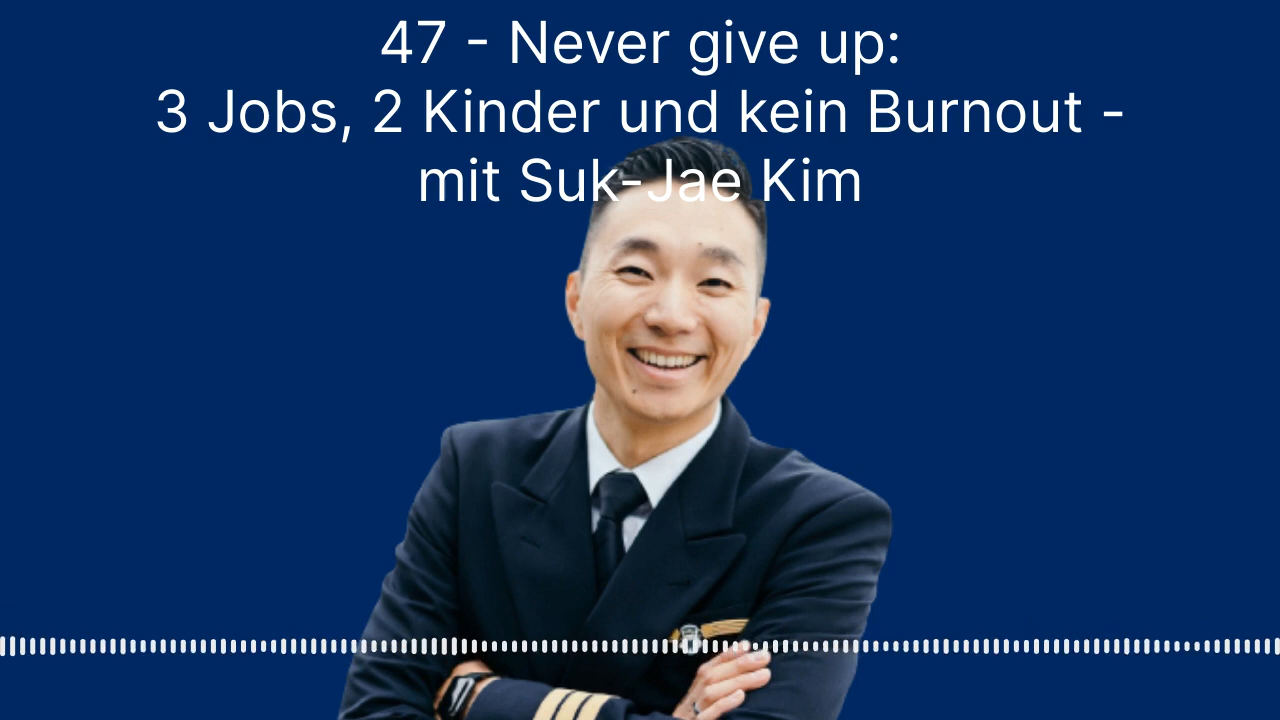 47 - Never give up:
3 Jobs, 2 Kinder und kein Burnout -
mit Suk-Jae Kim